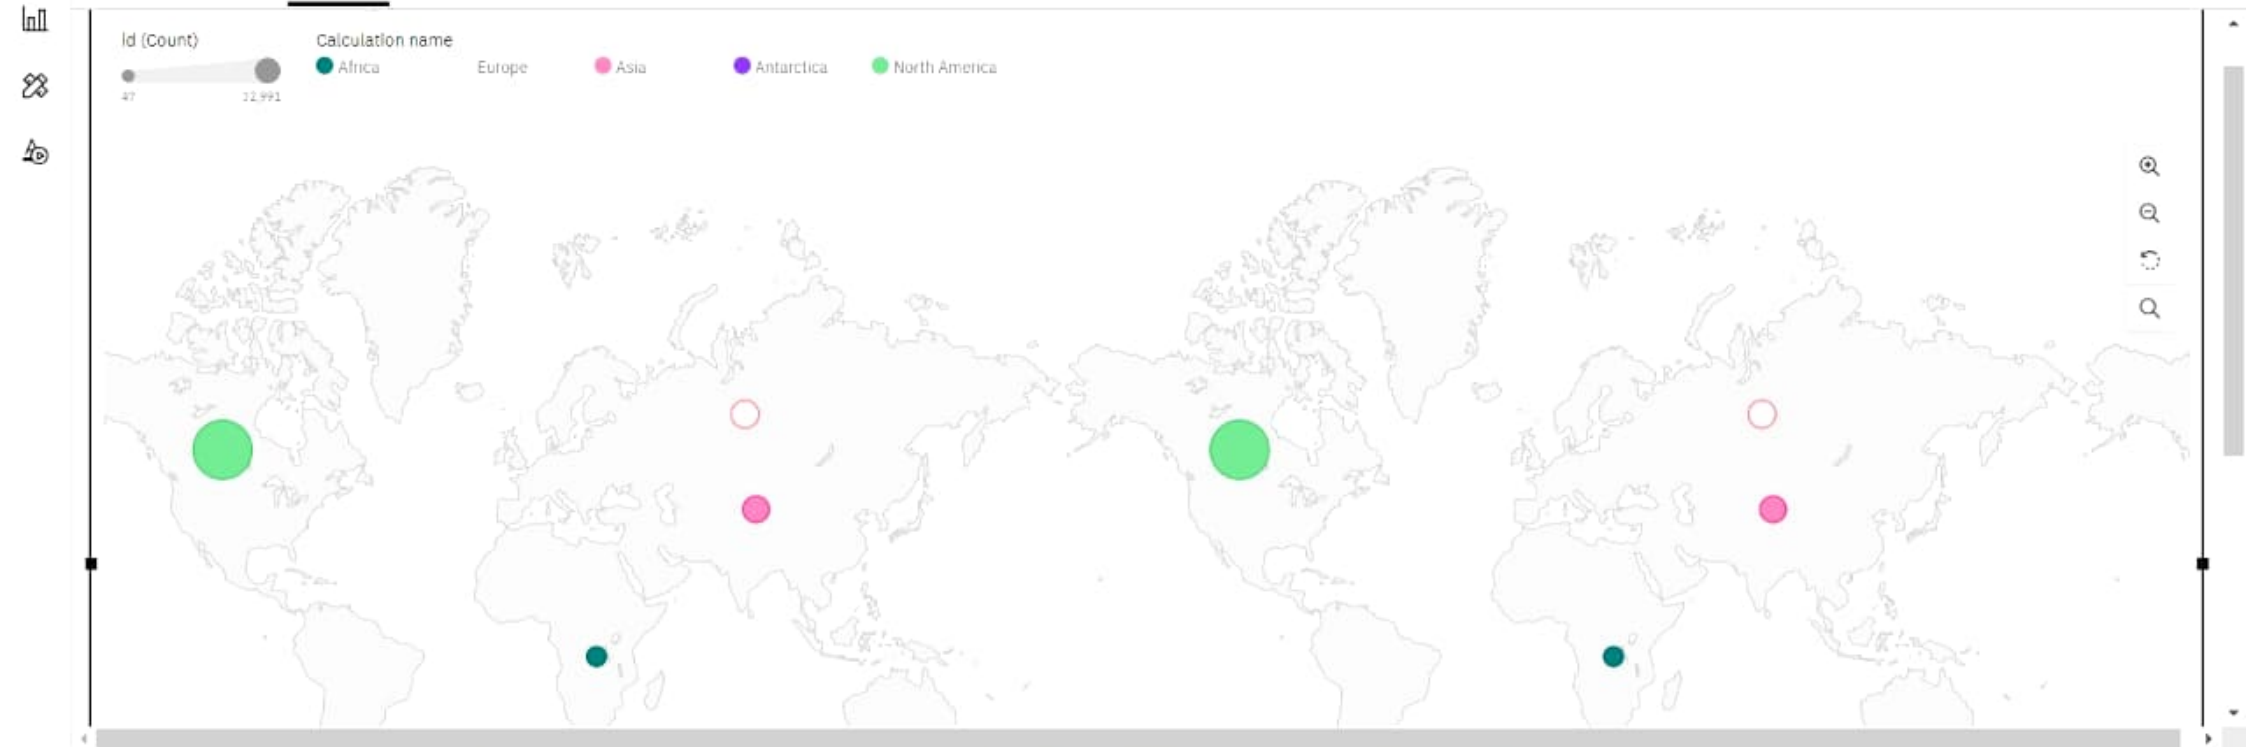 id (Count)
47
Calculation name
Africa
Europe
Asia
Antarctica
North America